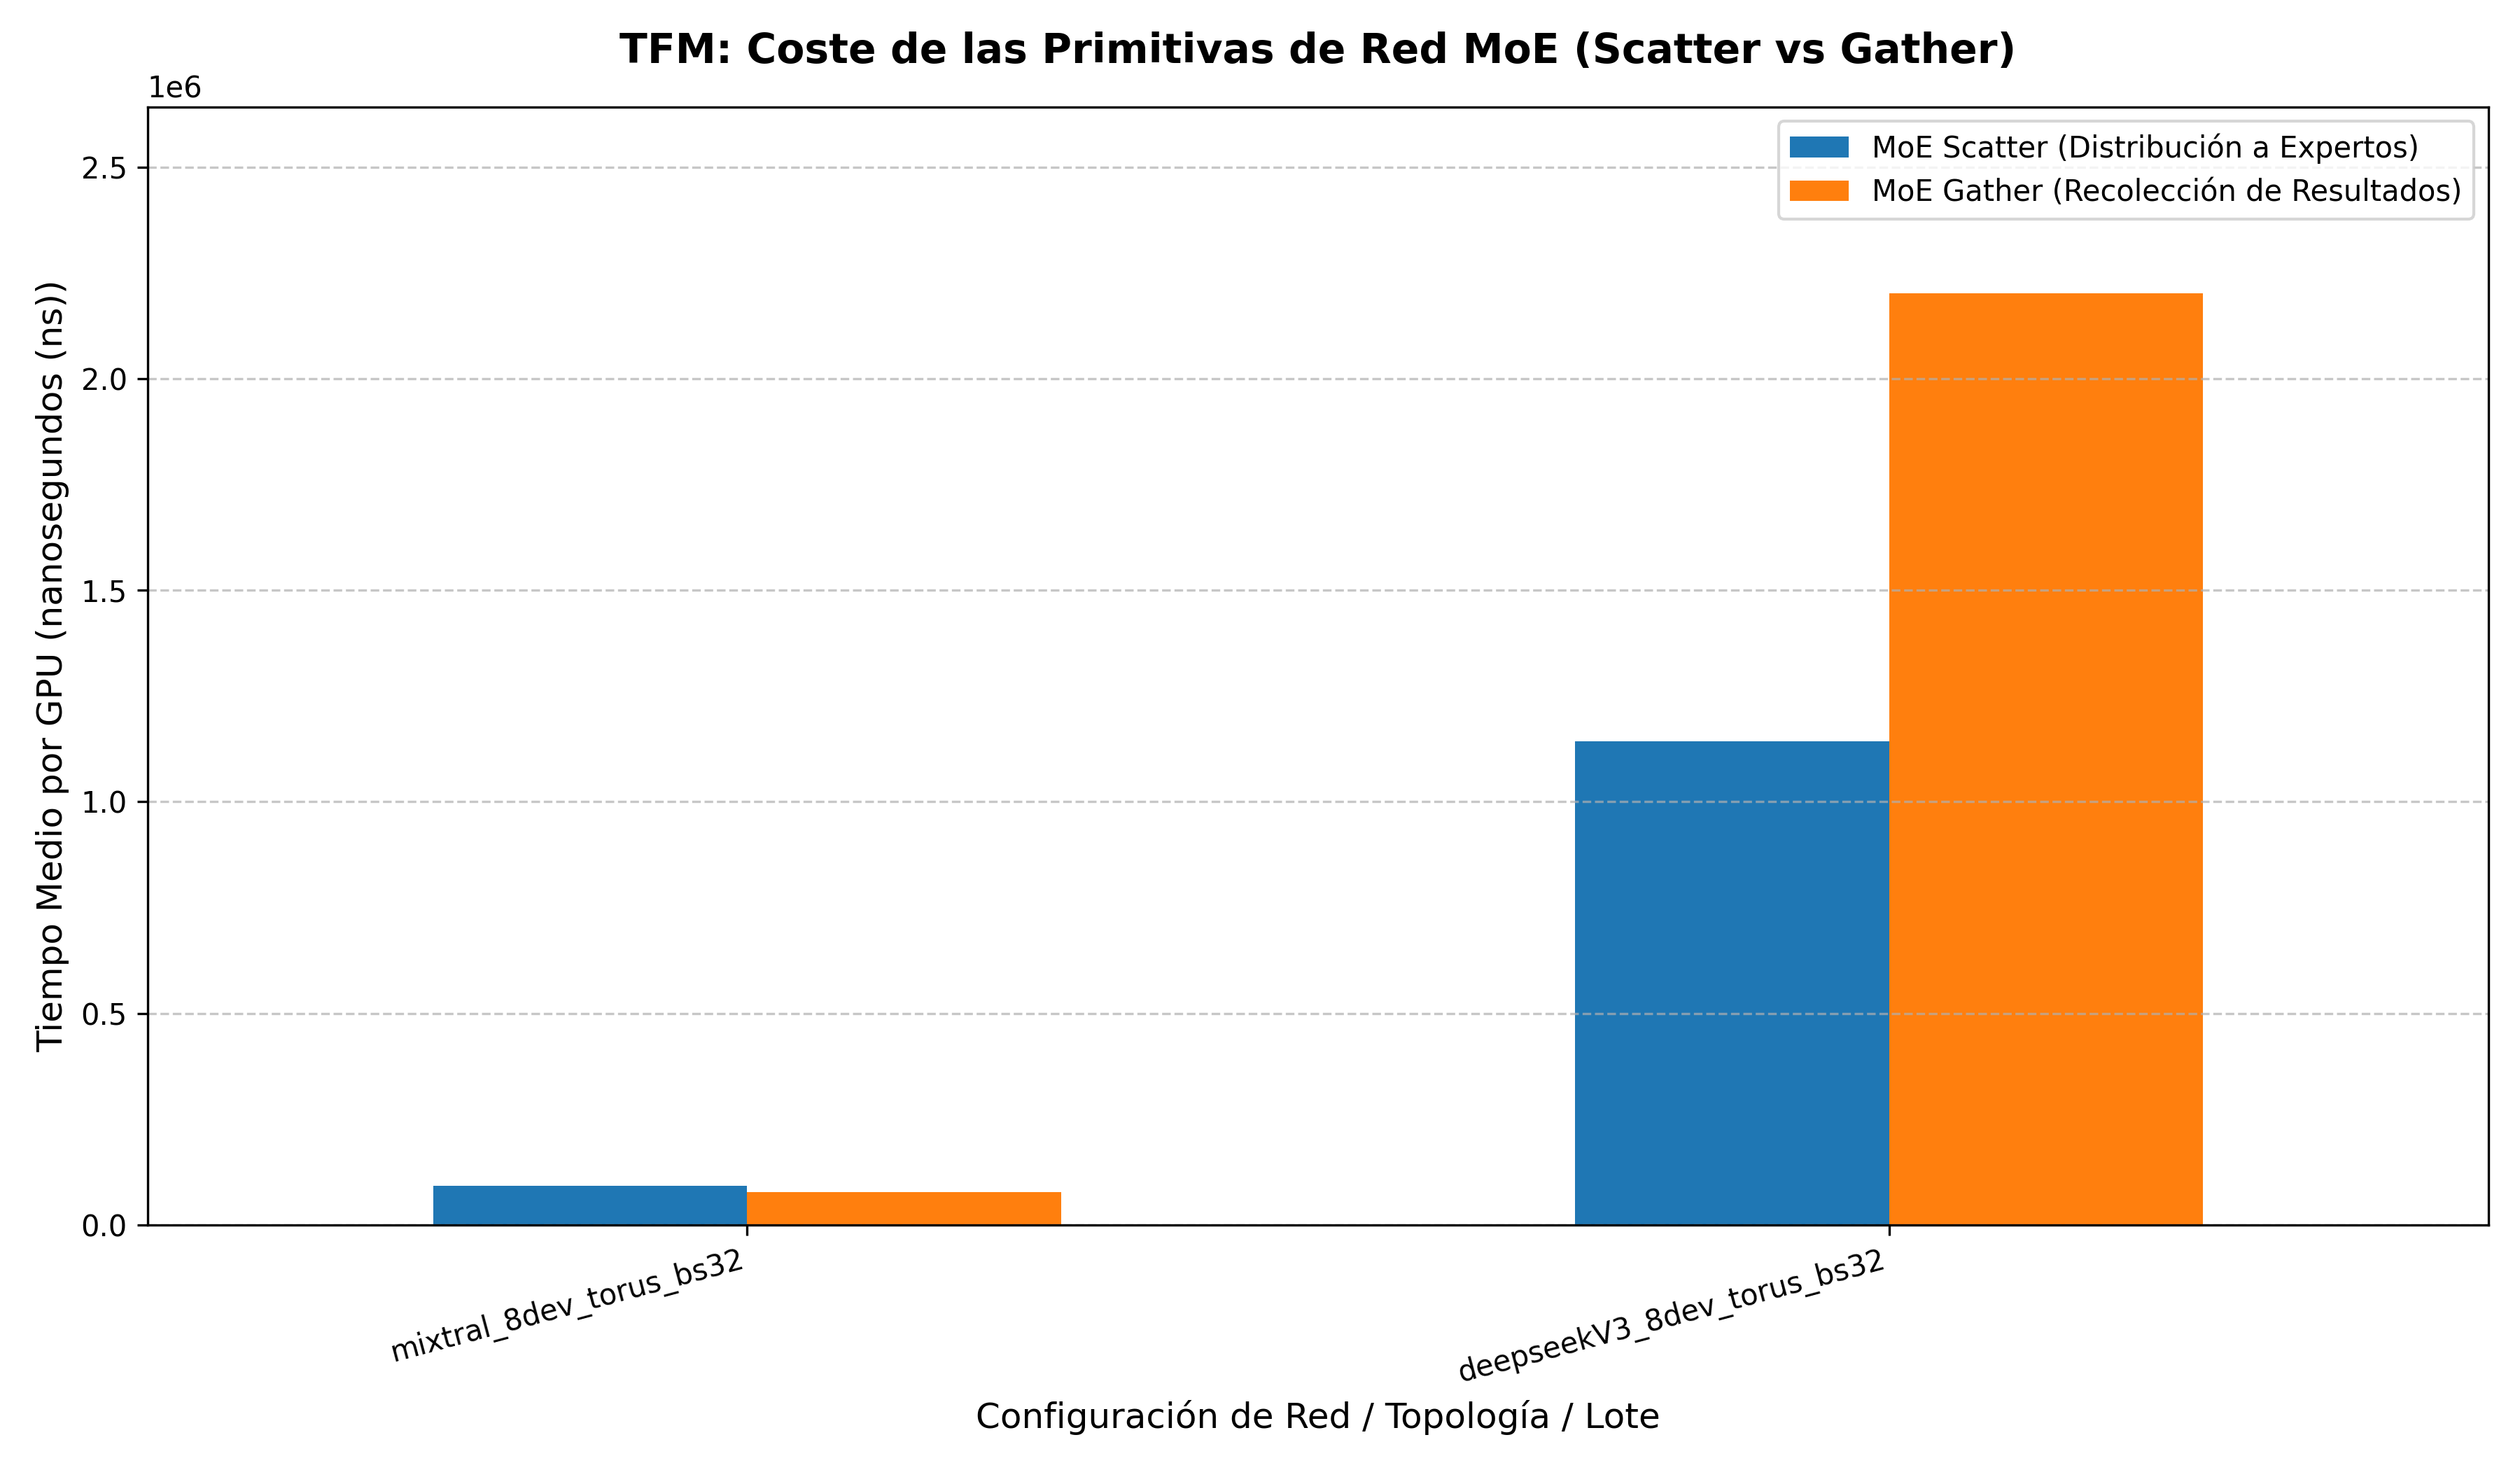 TFM: Coste de las Primitivas de Red MoE (Scatter vs Gather)
1e6
MoE Scatter (Distribución a Expertos)
MoE Gather (Recolección de Resultados)
Tiempo Medio por GPU (nanosegundos (ns))
2.5
2.0
1.5
1.0
0.5
0.0
mixtral_8dev_torus_bs32
deepseekV3_8dev_torus_bs32
Configuración de Red / Topología / Lote